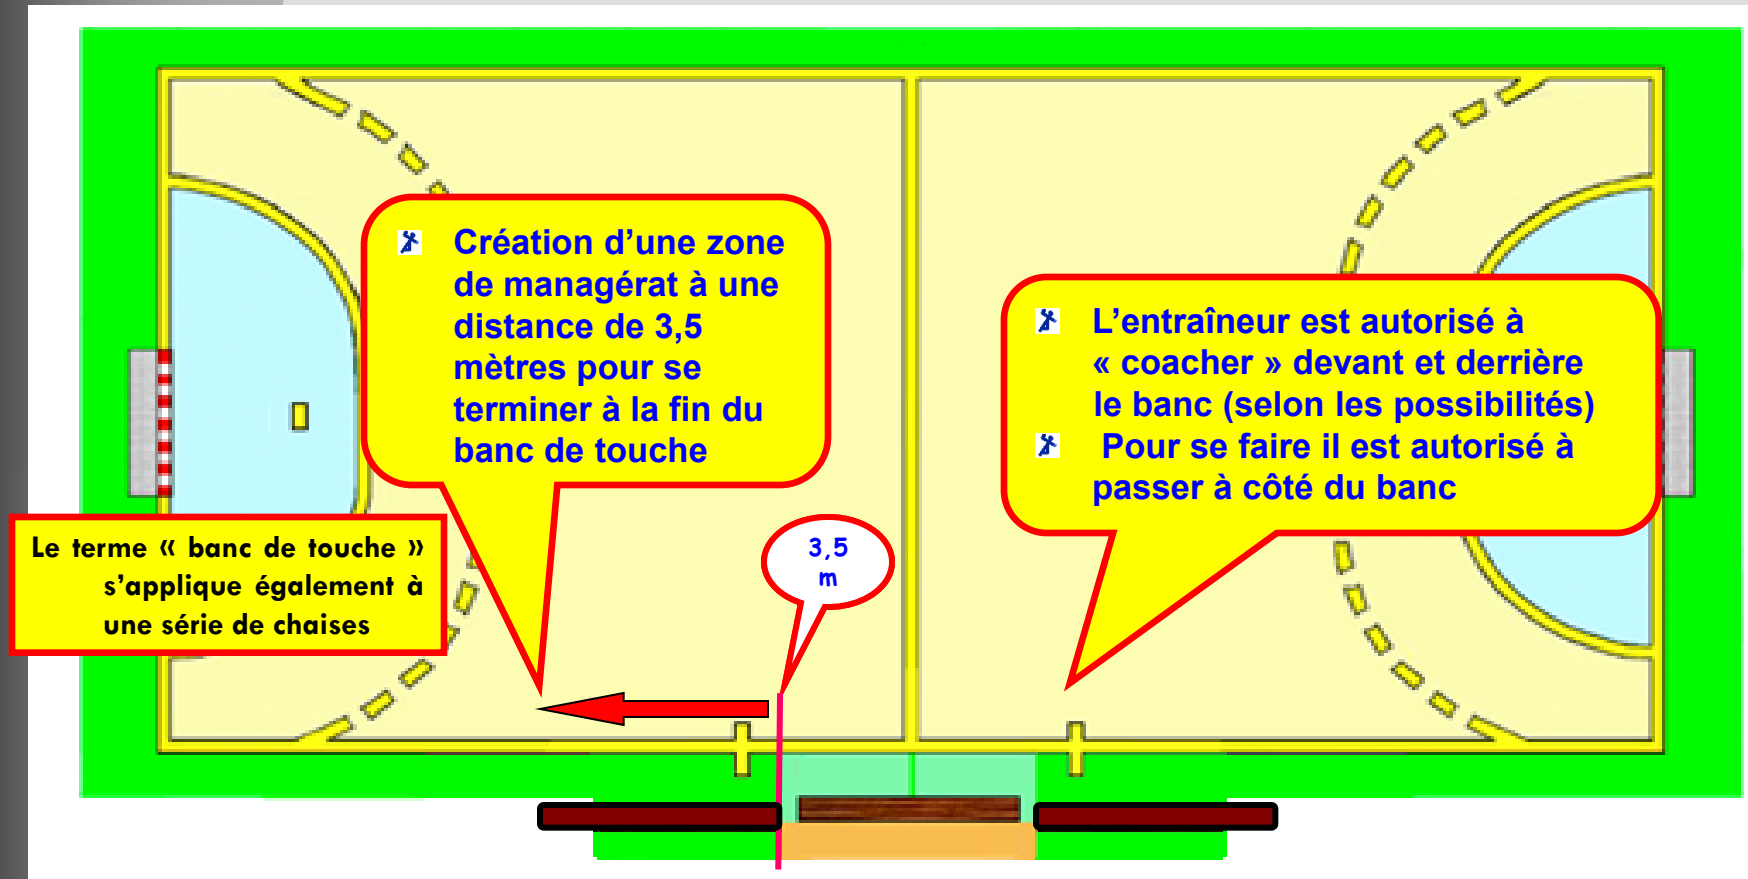 Création d’une zone
de managérat à une
distance de 3,5
mètres pour se
terminer à la fin du
banc de touche
L’entraîneur est autorisé à
« coacher » devant et derrière
le banc (selon les possibilités)
Pour se faire il est autorisé à
passer à côté du banc
Le terme « banc de touche »
s’applique également à
une série de chaises
3,5
m